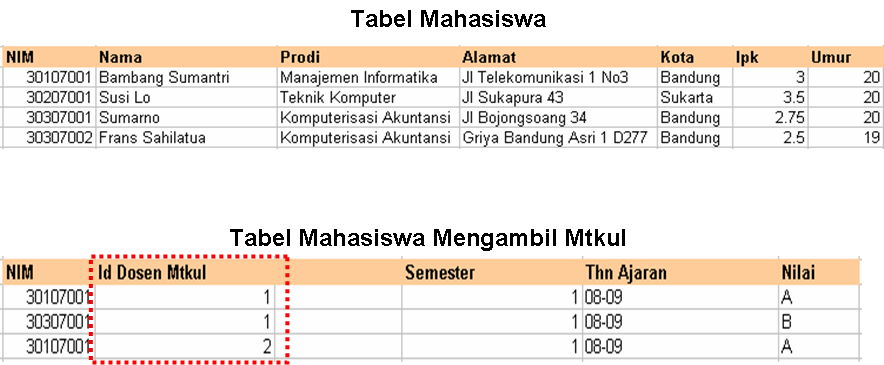 Tabel Mahasiswa
NIM Nama Prodi Alamat Kota Ipk Umur
30107001 Bambang Sumantri Manajemen Informatika Jl Telekomunikasi 1 No3 Bandung 3 20
30207001 Susi Lo Teknik Komputer Jl Sukapura 43 Sukarta 3.5 20
30307001 Sumarno Komputerisasi Akuntansi Jl Bojongsoang 34 Bandung 2.75 20
30307002 Frans Sahilatua Komputerisasi Akuntansi Griya Bandung Asri 1 D277 Bandung 2.5 19
Tabel Mahasiswa Mengambil Mtkul
NIM Id Dosen Mtkul Semester Thn Ajaran Nilai
30107001 1 1 08-09 A
30307001 1 1 08-09 B
30107001 2 1 08-09 A